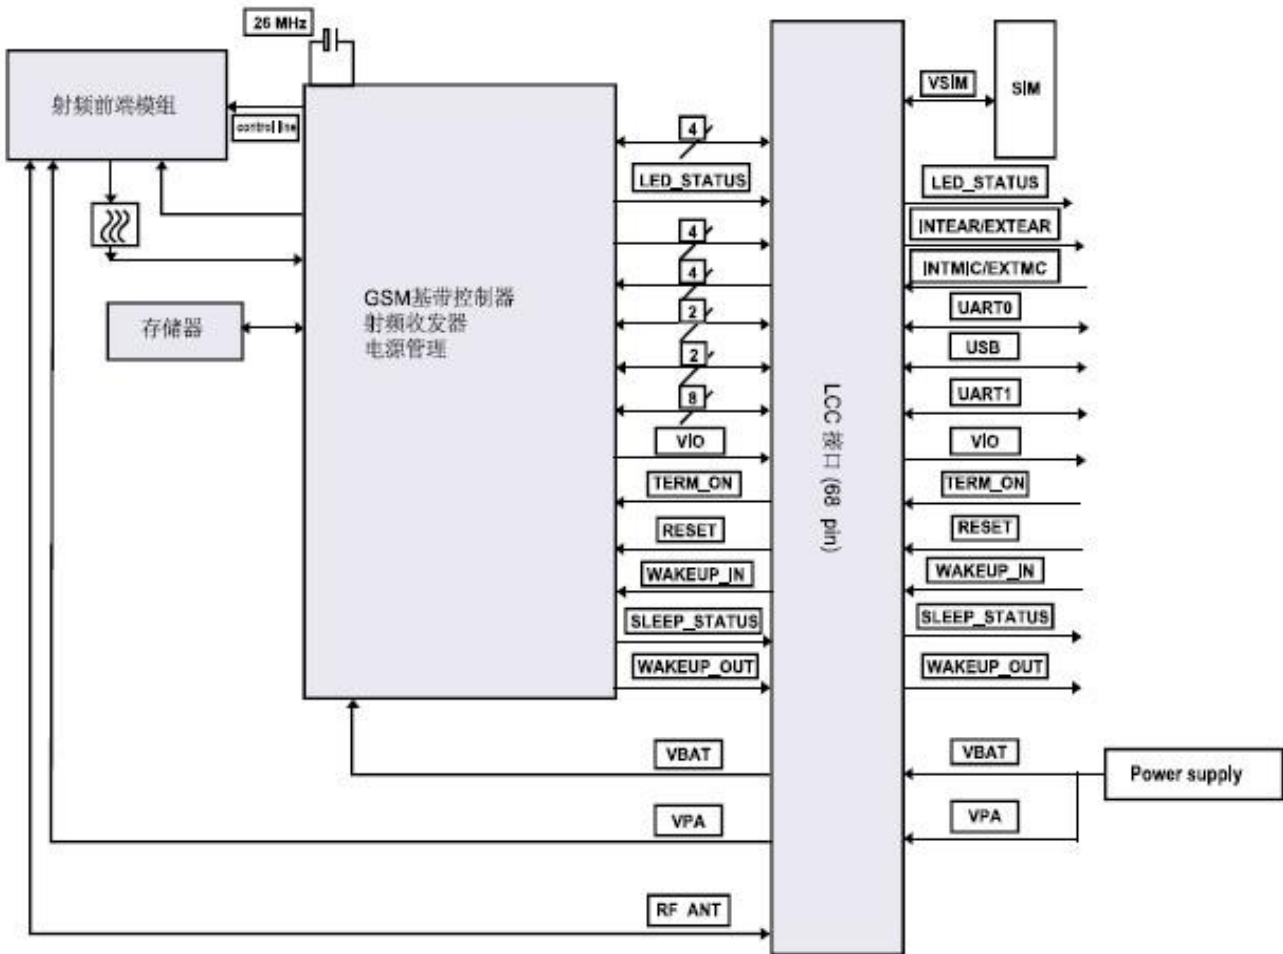 26 MHz
射频前端模组
control line
VSIM
SIM
4
LED_STATUS
LED_STATUS
4
INTEAR/EXTEAR
4
INTMIC/EXTMC
GSM基带控制器
射频收发器
电源管理
存储器
2
UART0
2
USB
8
UART1
LCC 接口 (68 pin)
VIO
VIO
TERM_ON
TERM_ON
RESET
RESET
WAKEUP_IN
WAKEUP_IN
SLEEP_STATUS
SLEEP_STATUS
WAKEUP_OUT
WAKEUP_OUT
VBAT
VBAT
Power supply
VPA
VPA
RF_ANT